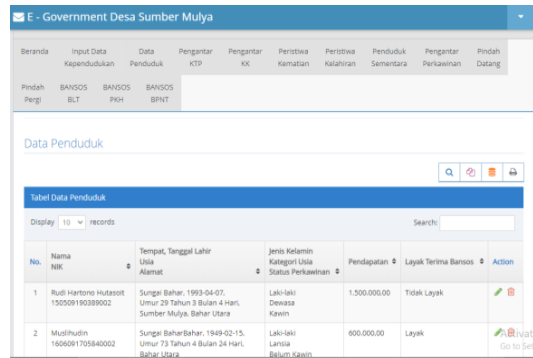 E - Government Desa Sumber Mulya
Beranda
Input Data Kependudukan
Data Penduduk
Pengantar KTP
Pengantar KK
Peristiwa Kematian
Peristiwa Kelahiran
Penduduk Sementara
Pengantar Perkawinan
Pindah Datang
Pindah Pergi
BANSOS BLT
BANSOS PKH
BANSOS BPNT
Data Penduduk
Tabel Data Penduduk
Display 10 records
Search:
No.
Nama
NIK
Tempat, Tanggal Lahir
Usia
Alamat
Jenis Kelamin
Kategori Usia
Status Perkawinan
Pendapatan
Layak Terima Bansos
Action
1
Rudi Hartono Hutasoit
150509190389002
Sungai Bahar, 1993-04-07,
Umur 29 Tahun 3 Bulan 4 Hari,
Sumber Mulya, Bahar Utara
Laki-laki
Dewasa
Kawin
1.500.000,00
Tidak Layak
2
Muslihudin
1606091705840002
Sungai BaharBahar, 1949-02-15,
Umur 73 Tahun 4 Bulan 24 Hari,
Bahar Utara
Laki-laki
Lansia
Belum Kawin
600.000,00
Layak
Activat
Go to Set